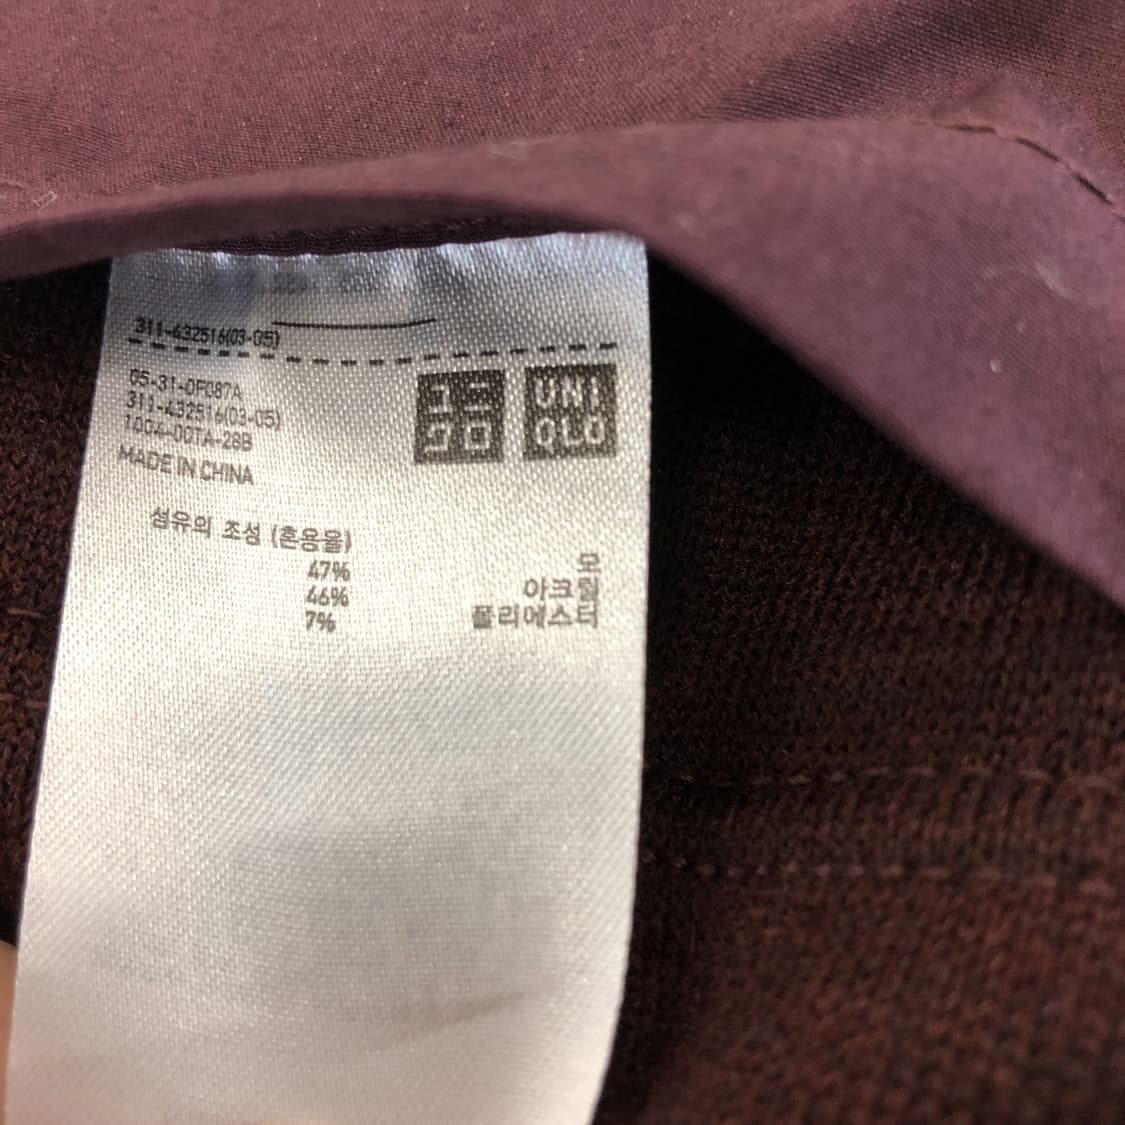 311-432516(03-05)
05-31-0F087A
311-432516(03-05)
1004-00TA-28B
MADE IN CHINA
ユニ
クロ
UNI
QLO
섬유의 조성 (혼용율)
47% 모
46% 아크릴
7% 폴리에스터